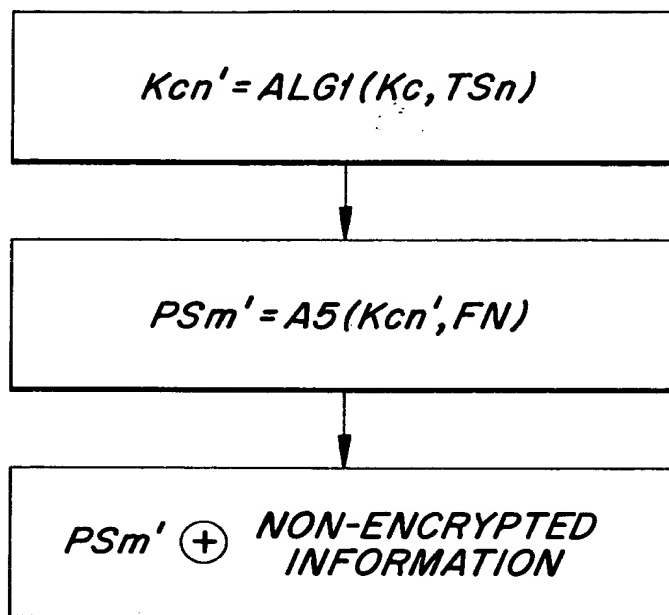 Kcn' = ALG1(Kc, TSn)
PSm' = A5(Kcn', FN)
PSm' ⊕ NON-ENCRYPTED
INFORMATION